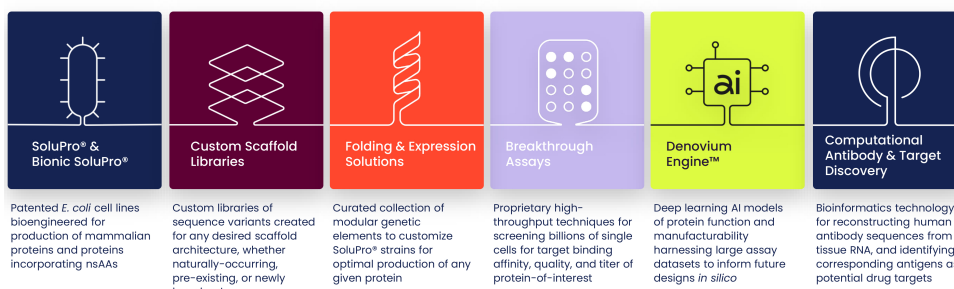 SoluPro® &
Bionic SoluPro®
Patented E. coli cell lines
bioengineered for
production of mammalian
proteins and proteins
incorporating nsAAs
Custom Scaffold
Libraries
Custom libraries of
sequence variants created
for any desired scaffold
architecture, whether
naturally-occurring,
pre-existing, or newly
Folding & Expression
Solutions
Curated collection of
modular genetic
elements to customize
SoluPro® strains for
optimal production of any
given protein
Breakthrough
Assays
Proprietary high-
throughput techniques for
screening billions of single
cells for target binding
affinity, quality, and titer of
protein-of-interest
ai
Denovium
Engine™
Deep learning AI models
of protein function and
manufacturability
harnessing large assay
datasets to inform future
designs in silico
Computational
Antibody & Target
Discovery
Bioinformatics technology
for reconstructing human
antibody sequences from
tissue RNA, and identifying
corresponding antigens
potential drug targets